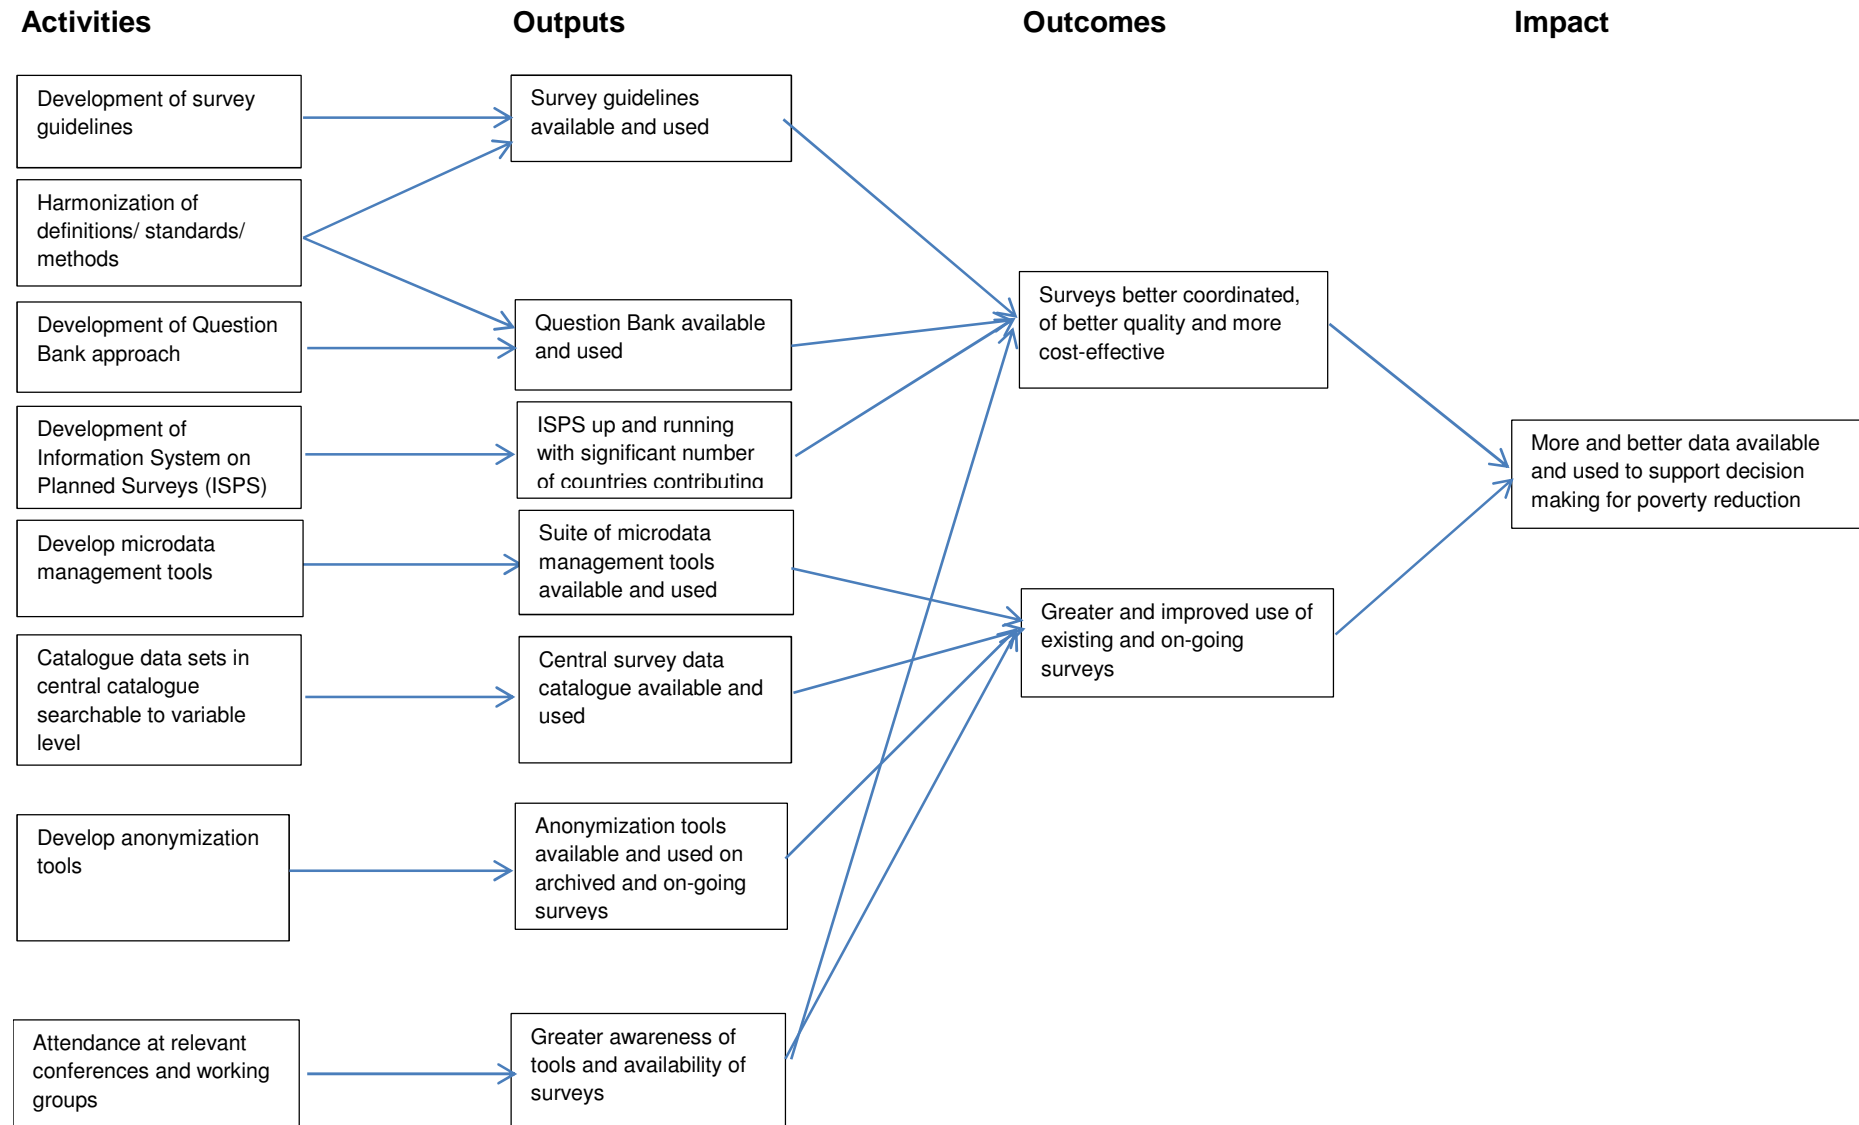 Activities
Outputs
Outcomes
Impact
Development of survey
guidelines
Survey guidelines
available and used
Harmonization of
definitions/ standards/
methods
Development of Question
Bank approach
Question Bank available
and used
Surveys better coordinated,
of better quality and more
cost-effective
Development of
Information System on
Planned Surveys (ISPS)
ISPS up and running
with significant number
of countries contributing
More and better data available
and used to support decision
making for poverty reduction
Develop microdata
management tools
Suite of microdata
management tools
available and used
Greater and improved use of
existing and on-going
surveys
Catalogue data sets in
central catalogue
searchable to variable
level
Central survey data
catalogue available and
used
Develop anonymization
tools
Anonymization tools
available and used on
archived and on-going
surveys
Attendance at relevant
conferences and working
groups
Greater awareness of
tools and availability of
surveys